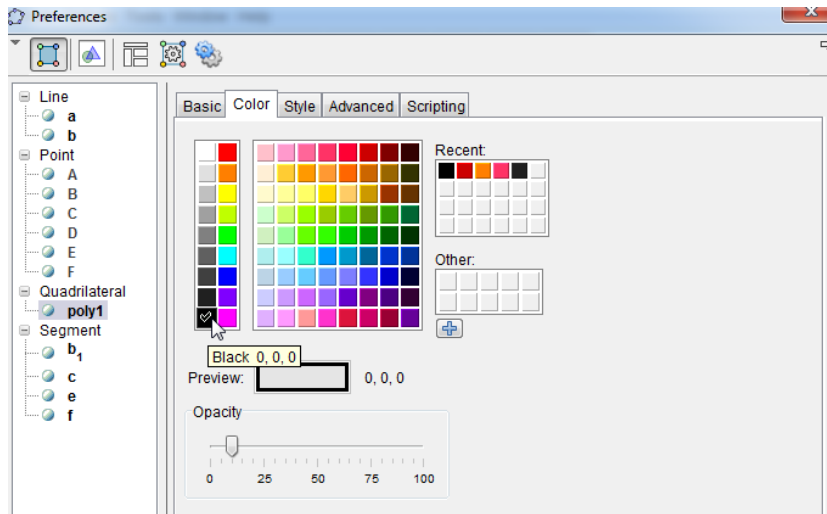 Preferences
Line
a
b
Point
A
B
C
D
E
F
Quadrilateral
poly1
Segment
b1
c
e
f
Basic Color Style Advanced Scripting
Recent:
Other:
Black 0, 0, 0
Preview: 0, 0, 0
Opacity
0 25 50 75 100